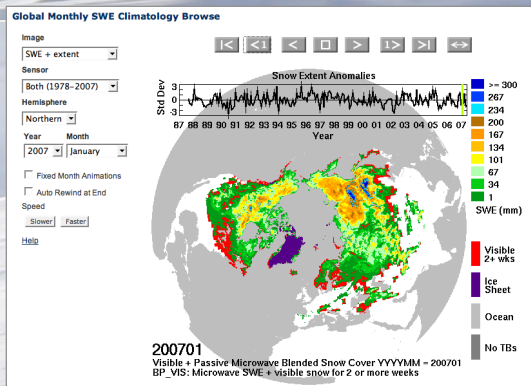 Global Monthly SWE Climatology Browse
Image
SWE + extent
Sensor
Both (1978-2007)
Hemisphere
Northern
Year Month
2007 January
Fixed Month Animations
Auto Rewind at End
Speed
Slower Faster
Help
|< <1 < > 1> >| <->
Snow Extent Anomalies
Std Dev
3
0
-3
87 88 89 90 91 92 93 94 95 96 97 98 99 00 01 02 03 04 05 06 07
Year
>= 300
267
234
200
167
134
101
67
34
1
SWE (mm)
Visible
2+ wks
Ice
Sheet
Ocean
No TBs
200701
Visible + Passive Microwave Blended Snow Cover YYYYMM = 200701
BP_VIS: Microwave SWE + visible snow for 2 or more weeks